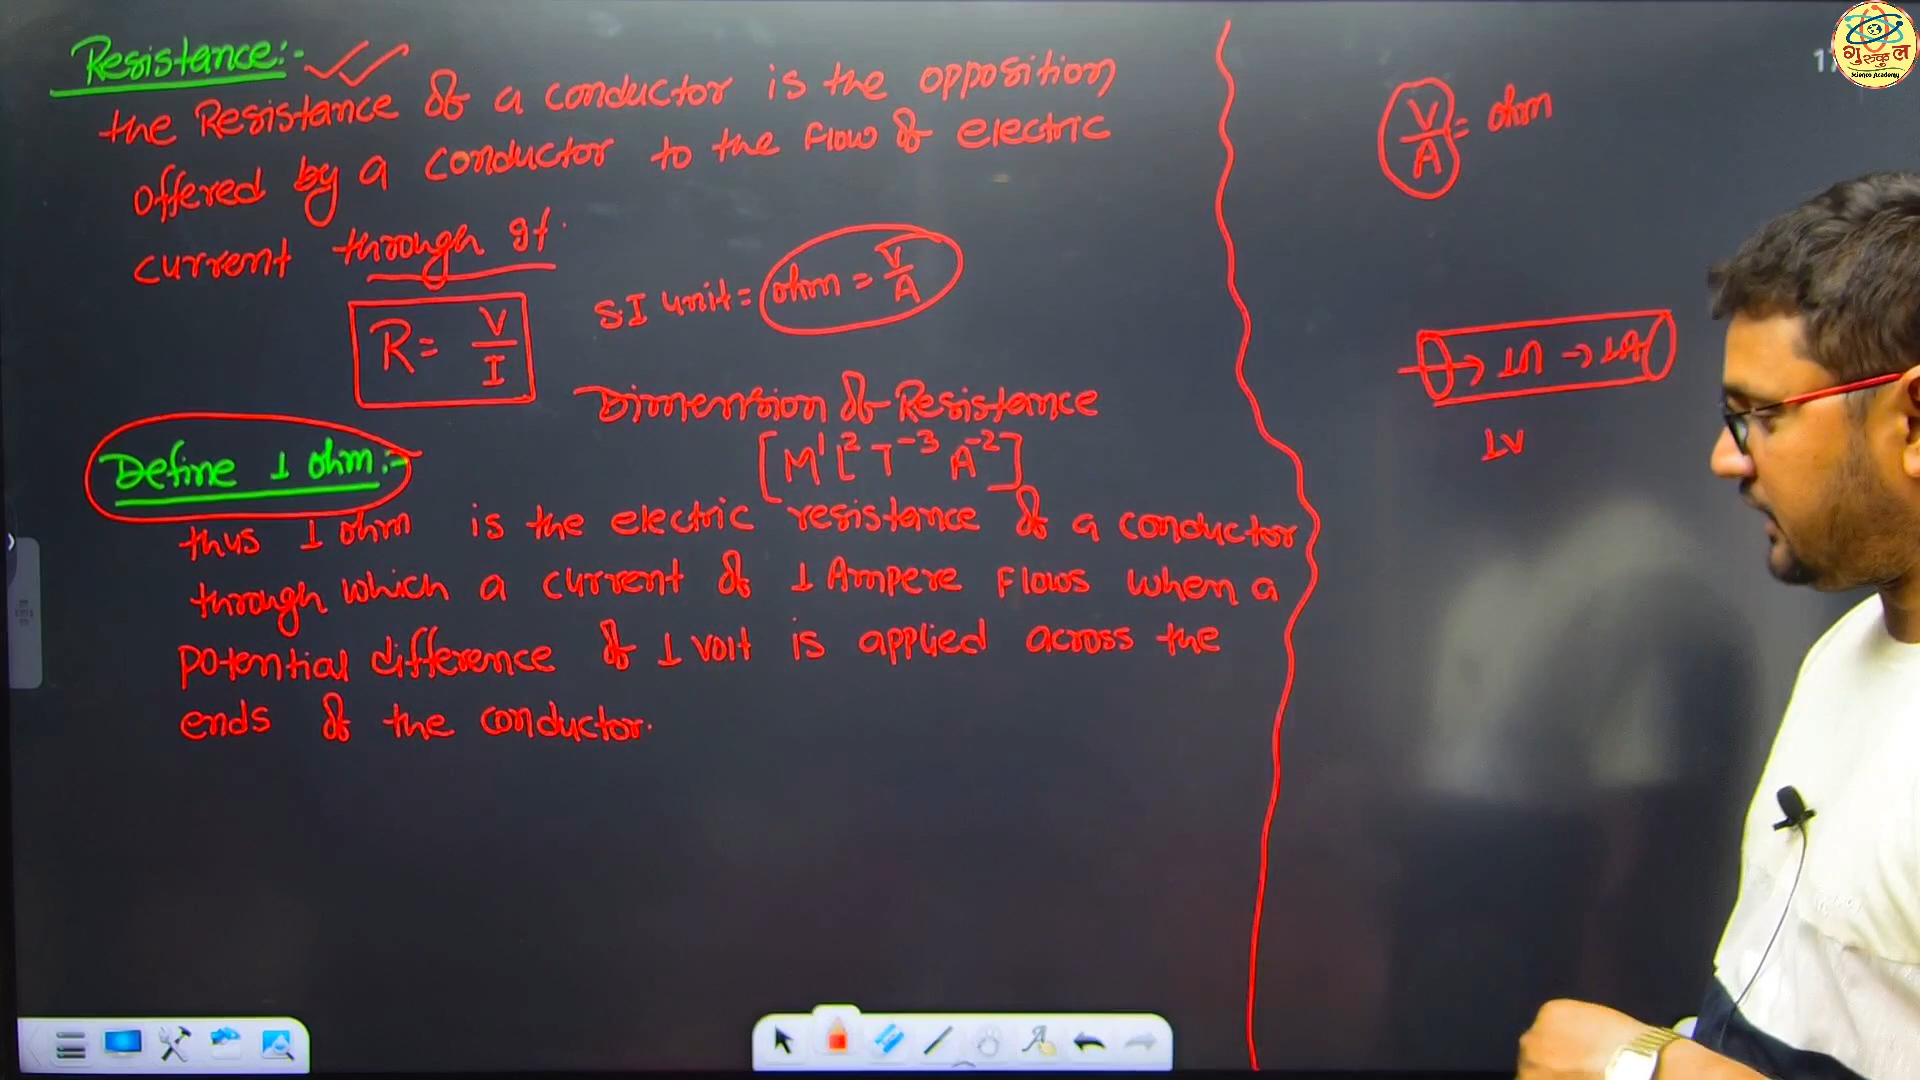 Resistance:-
the Resistance of a conductor is the opposition
offered by a conductor to the flow of electric
current through It.
R = V/I
S.I unit = ohm = V/A
Dimension of Resistance
[M¹L²T⁻³A⁻²]
Define 1 ohm:-
thus 1 ohm is the electric resistance of a conductor
through which a current of 1 Ampere Flows when a
potential difference of 1 volt is applied across the
ends of the conductor.
V/A = ohm
1V
गुरुकुल
Science Academy